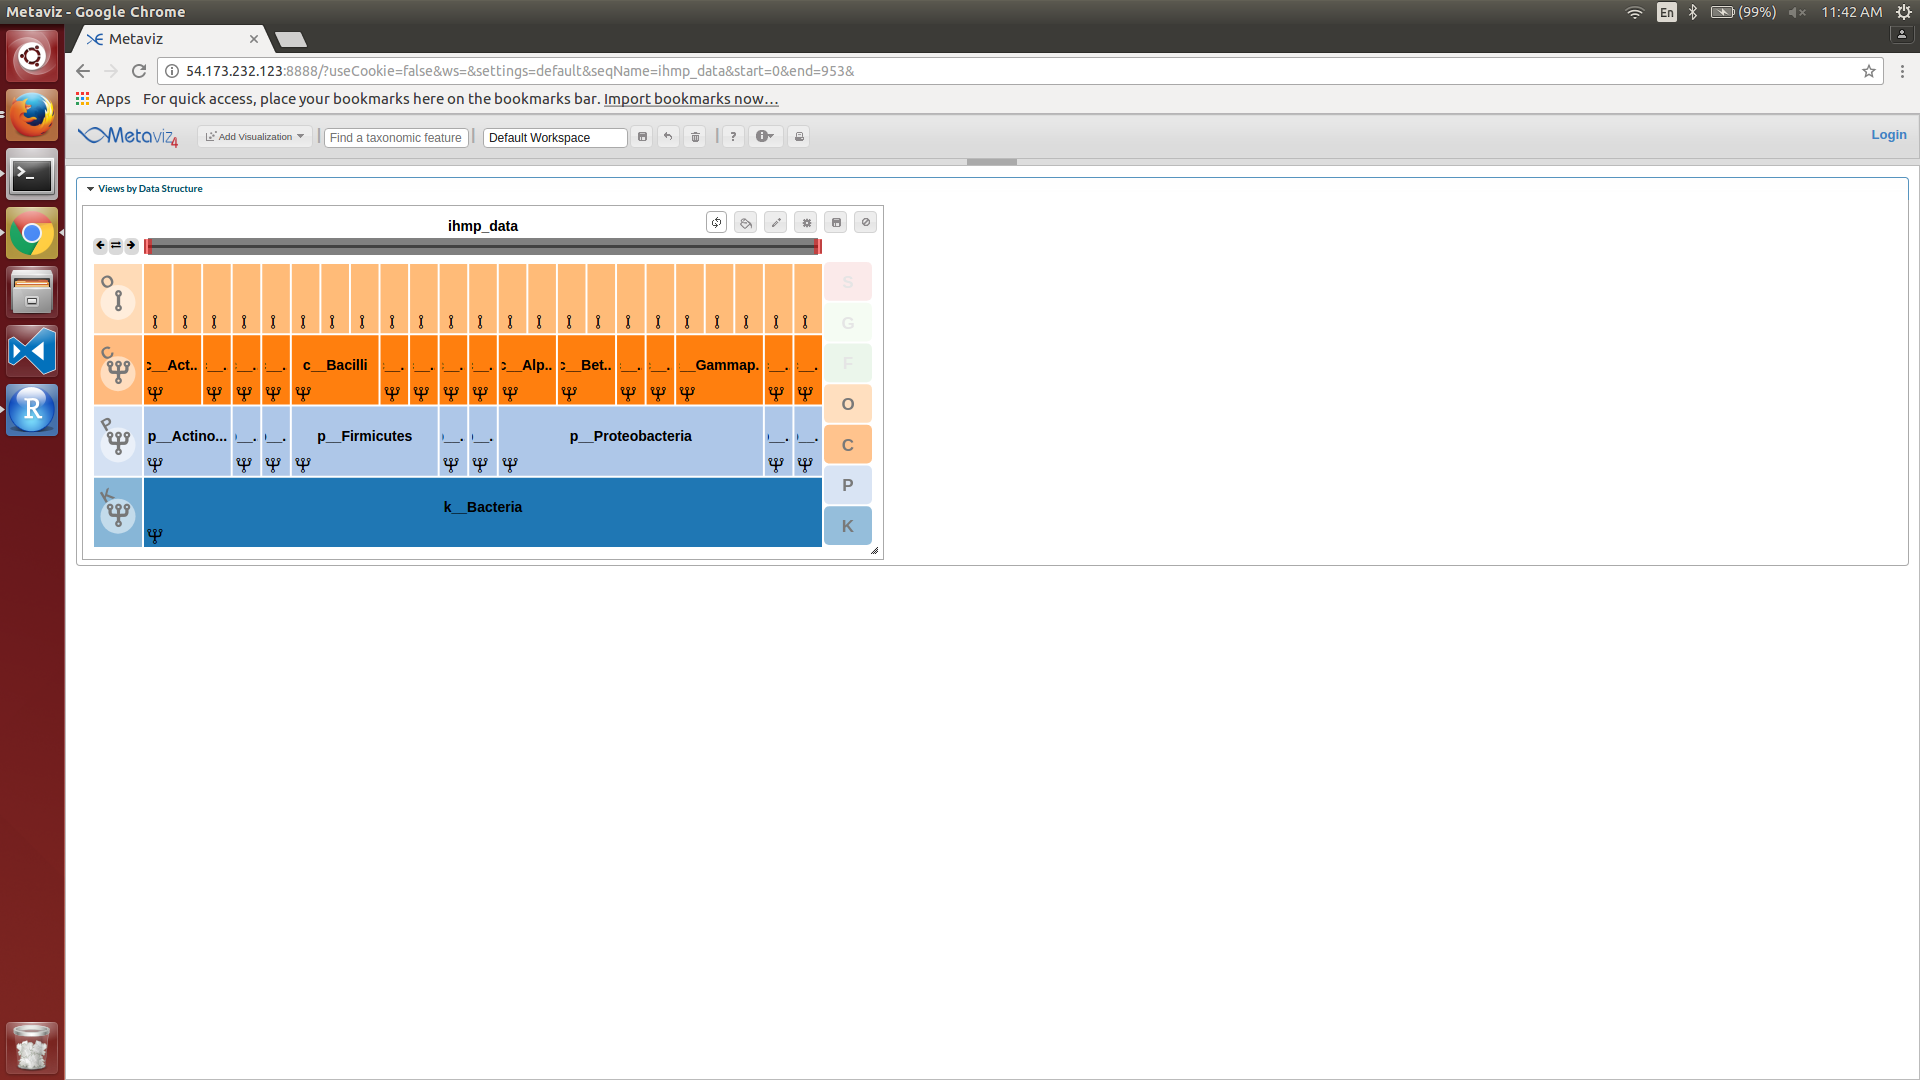 Metaviz - Google Chrome
En
(99%)
11:42 AM
Metaviz
54.173.232.123:8888/?useCookie=false&ws=&settings=default&seqName=ihmp_data&start=0&end=953&
Apps For quick access, place your bookmarks here on the bookmarks bar. Import bookmarks now…
Metaviz 4
Add Visualization
Find a taxonomic feature
Default Workspace
?
Login
Views by Data Structure
ihmp_data
O
S
G
C
c__Act..
c__Bacilli
c__Alp..
c__Bet..
__Gammap.
F
O
P
p__Actino...
p__Firmicutes
p__Proteobacteria
C
P
K
k__Bacteria
K